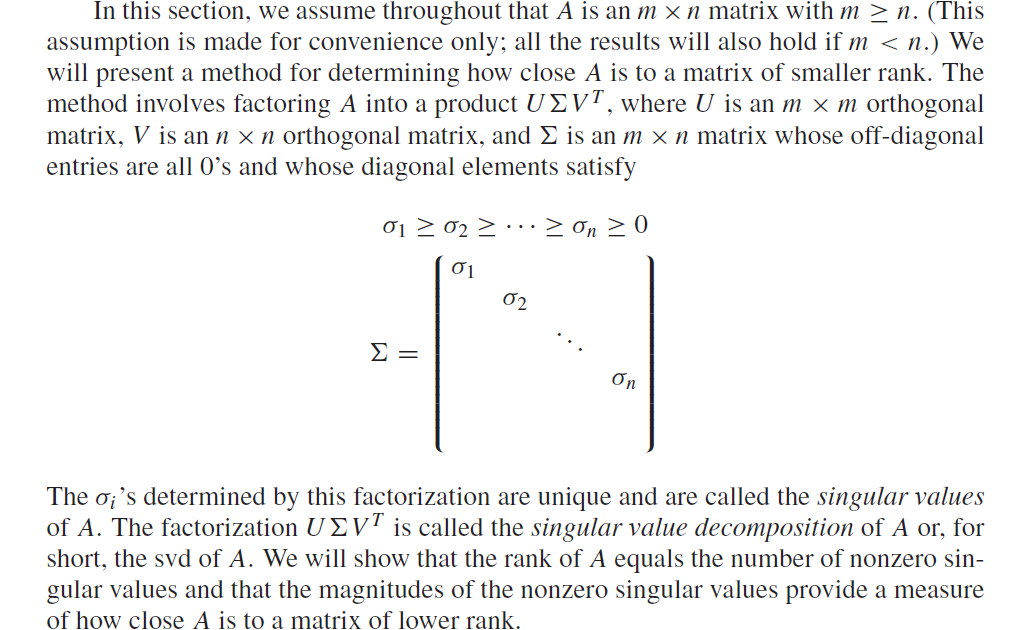 In this section, we assume throughout that A is an m × n matrix with m ≥ n. (This
assumption is made for convenience only; all the results will also hold if m < n.) We
will present a method for determining how close A is to a matrix of smaller rank. The
method involves factoring A into a product UΣVᵀ, where U is an m × m orthogonal
matrix, V is an n × n orthogonal matrix, and Σ is an m × n matrix whose off-diagonal
entries are all 0’s and whose diagonal elements satisfy
σ₁ ≥ σ₂ ≥ ··· ≥ σₙ ≥ 0
σ₁
σ₂
⋱
Σ =
σₙ
The σᵢ’s determined by this factorization are unique and are called the singular values
of A. The factorization UΣVᵀ is called the singular value decomposition of A or, for
short, the svd of A. We will show that the rank of A equals the number of nonzero sin-
gular values and that the magnitudes of the nonzero singular values provide a measure
of how close A is to a matrix of lower rank.